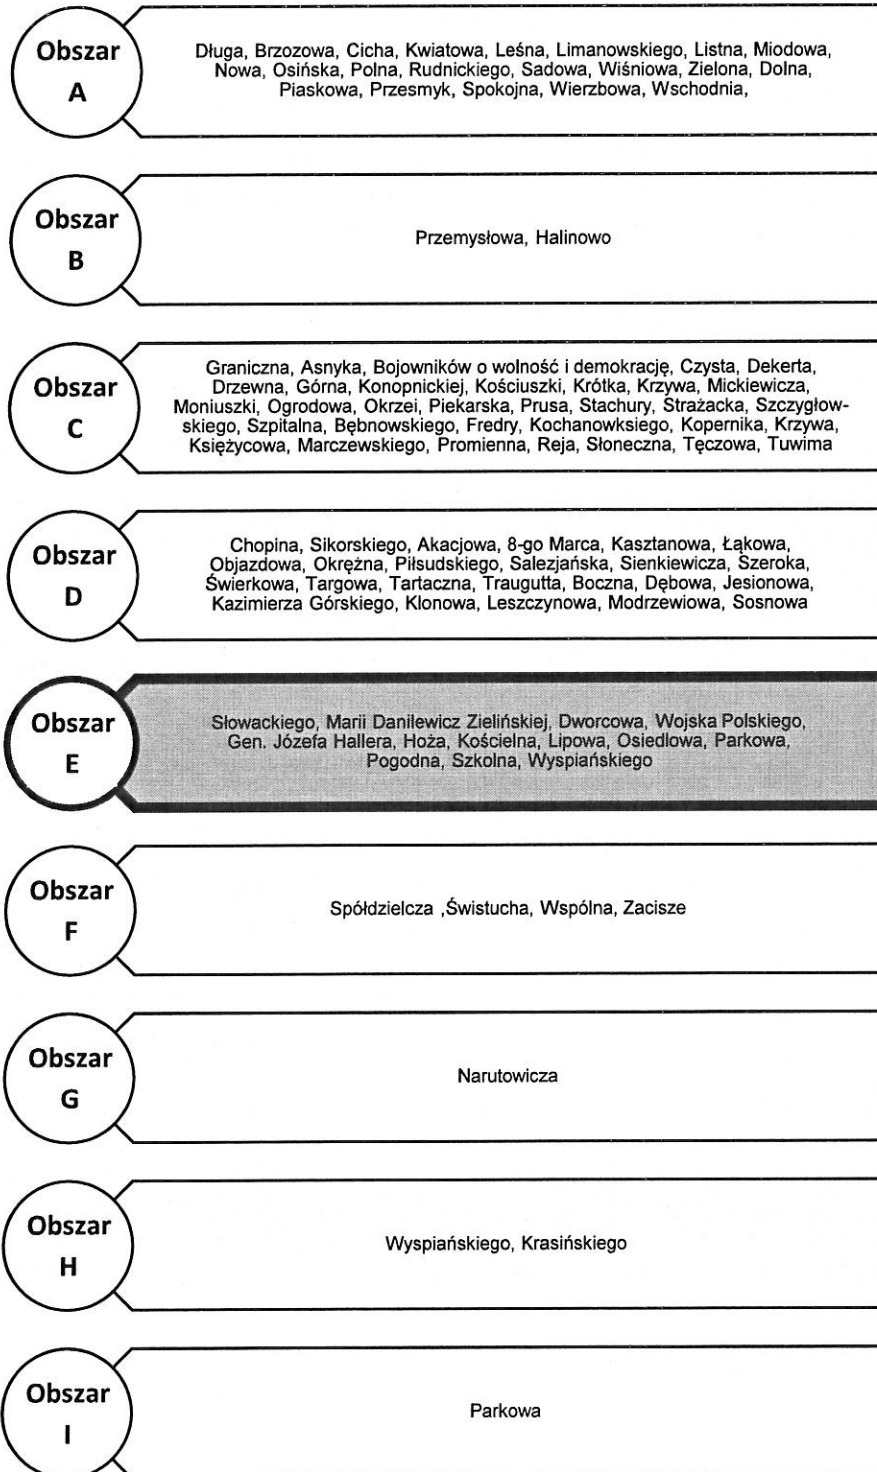 Obszar
A
Długa, Brzozowa, Cicha, Kwiatowa, Leśna, Limanowskiego, Listna, Miodowa,
Nowa, Osińska, Polna, Rudnickiego, Sadowa, Wiśniowa, Zielona, Dolna,
Piaskowa, Przesmyk, Spokojna, Wierzbowa, Wschodnia,
Obszar
B
Przemysłowa, Halinowo
Obszar
C
Graniczna, Asnyka, Bojowników o wolność i demokrację, Czysta, Dekerta,
Drzewna, Górna, Konopnickiej, Kościuszki, Krótka, Krzywa, Mickiewicza,
Moniuszki, Ogrodowa, Okrzei, Piekarska, Prusa, Stachury, Strażacka, Szczygłow-
skiego, Szpitalna, Bębnowskiego, Fredry, Kochanowksiego, Kopernika, Krzywa,
Księżycowa, Marczewskiego, Promienna, Reja, Słoneczna, Tęczowa, Tuwima
Obszar
D
Chopina, Sikorskiego, Akacjowa, 8-go Marca, Kasztanowa, Łąkowa,
Objazdowa, Okrężna, Piłsudskiego, Salezjańska, Sienkiewicza, Szeroka,
Świerkowa, Targowa, Tartaczna, Traugutta, Boczna, Dębowa, Jesionowa,
Kazimierza Górskiego, Klonowa, Leszczynowa, Modrzewiowa, Sosnowa
Obszar
E
Słowackiego, Marii Danilewicz Zielińskiej, Dworcowa, Wojska Polskiego,
Gen. Józefa Hallera, Hoża, Kościelna, Lipowa, Osiedlowa, Parkowa,
Pogodna, Szkolna, Wyspiańskiego
Obszar
F
Spółdzielcza ,Świstucha, Wspólna, Zacisze
Obszar
G
Narutowicza
Obszar
H
Wyspiańskiego, Krasińskiego
Obszar
I
Parkowa